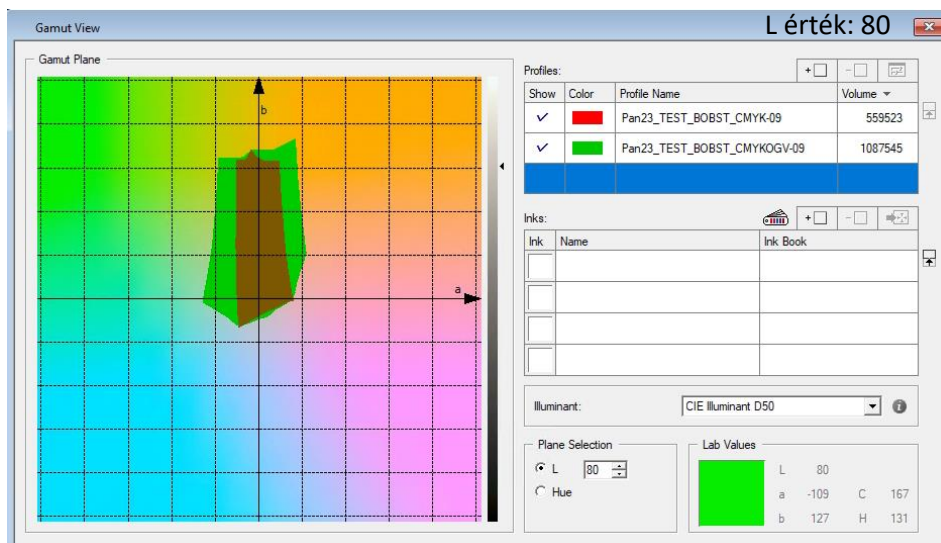 Gamut View
L érték: 80
Gamut Plane
b
a
Profiles:
Show Color Profile Name Volume
Pan23_TEST_BOBST_CMYK-09 559523
Pan23_TEST_BOBST_CMYKOGV-09 1087545
Inks:
Ink Name Ink Book
Illuminant: CIE Illuminant D50
Plane Selection
L 80
Hue
Lab Values
L 80
a -109 C 167
b 127 H 131